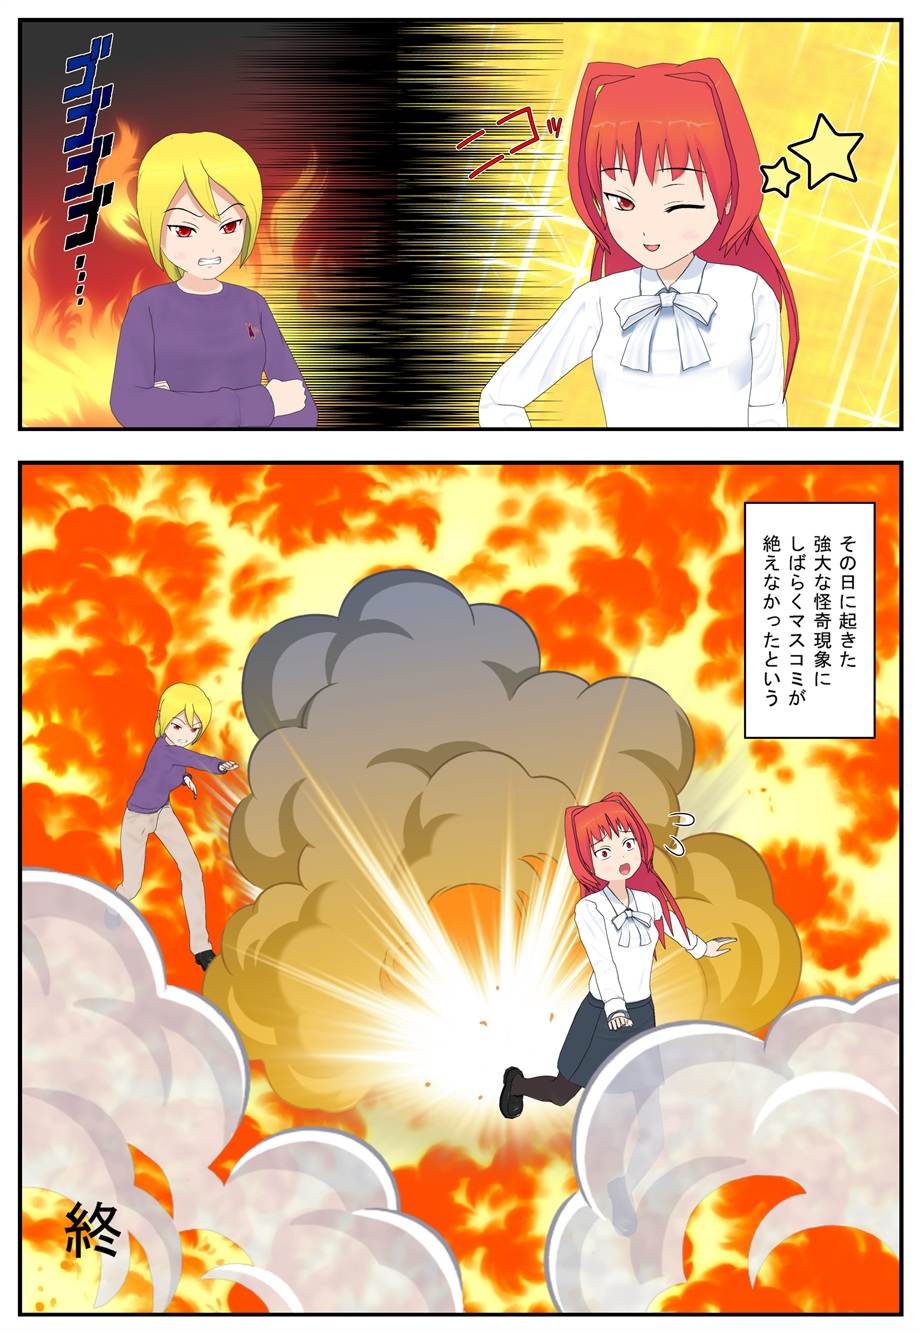 ニコッ
ゴゴゴゴ…
その日に起きた
強大な怪奇現象に
しばらくマスコミが
絶えなかったという
終